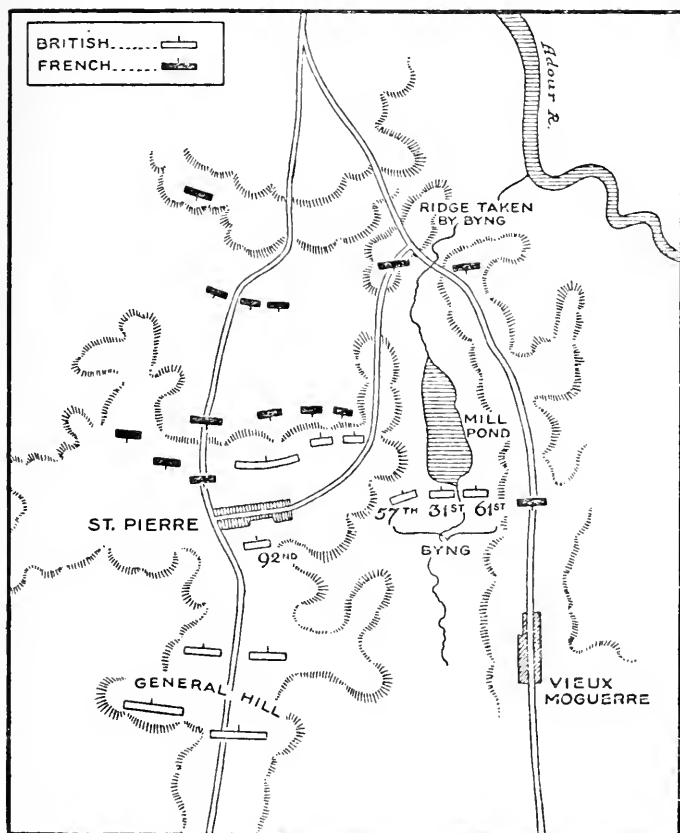 BRITISH
FRENCH
Adour R.
RIDGE TAKEN
BY BYNG
MILL
POND
57TH 31ST 61ST
BYNG
ST. PIERRE
92ND
VIEUX
MOGUERRE
GENERAL HILL